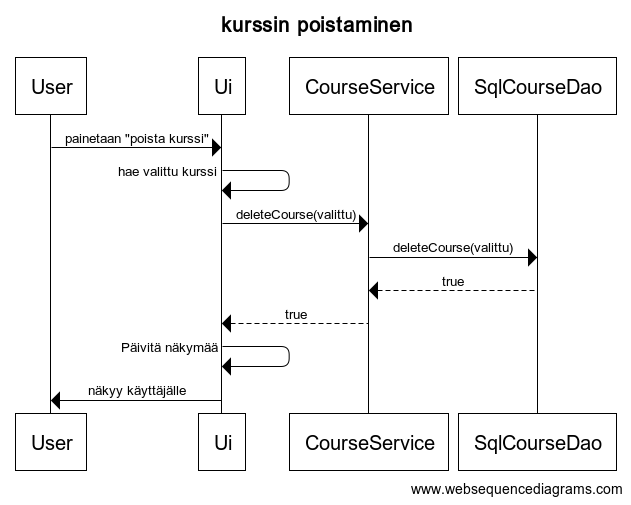 kurssin poistaminen
User
Ui
CourseService
SqlCourseDao
painetaan "poista kurssi"
hae valittu kurssi
deleteCourse(valittu)
deleteCourse(valittu)
true
true
Päivitä näkymää
näkyy käyttäjälle
User
Ui
CourseService
SqlCourseDao
www.websequencediagrams.com